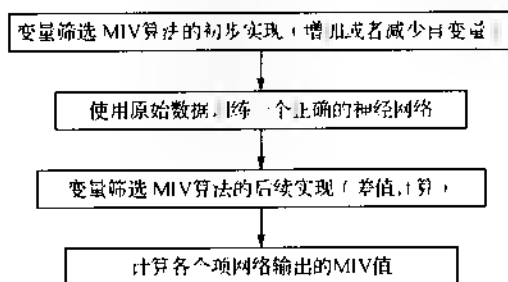 变量筛选 MIV算法的初步实现（增加或者减少自变量
使用原始数据训练一个正确的神经网络
变量筛选 MIV算法的后续实现（差值计算）
计算各个项网络输出的MIV值